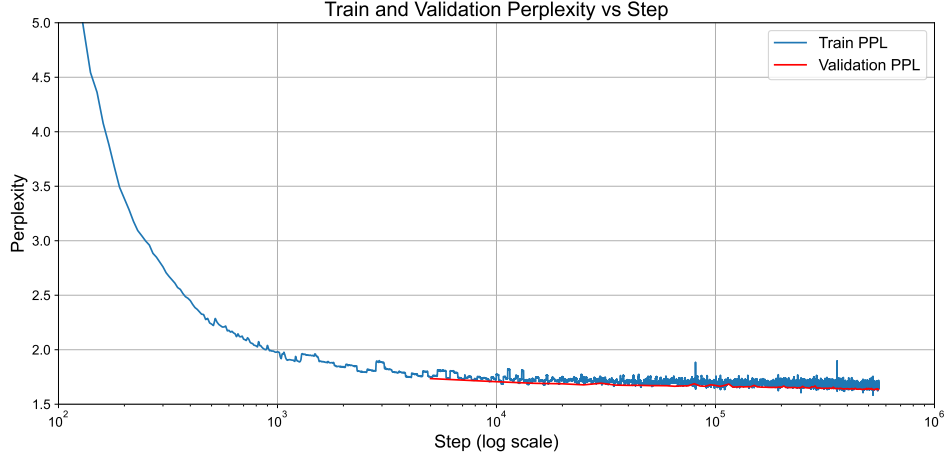 Train and Validation Perplexity vs Step
Train PPL
Validation PPL
Perplexity
5.0
4.5
4.0
3.5
3.0
2.5
2.0
1.5
10²
10³
10⁴
10⁵
10⁶
Step (log scale)